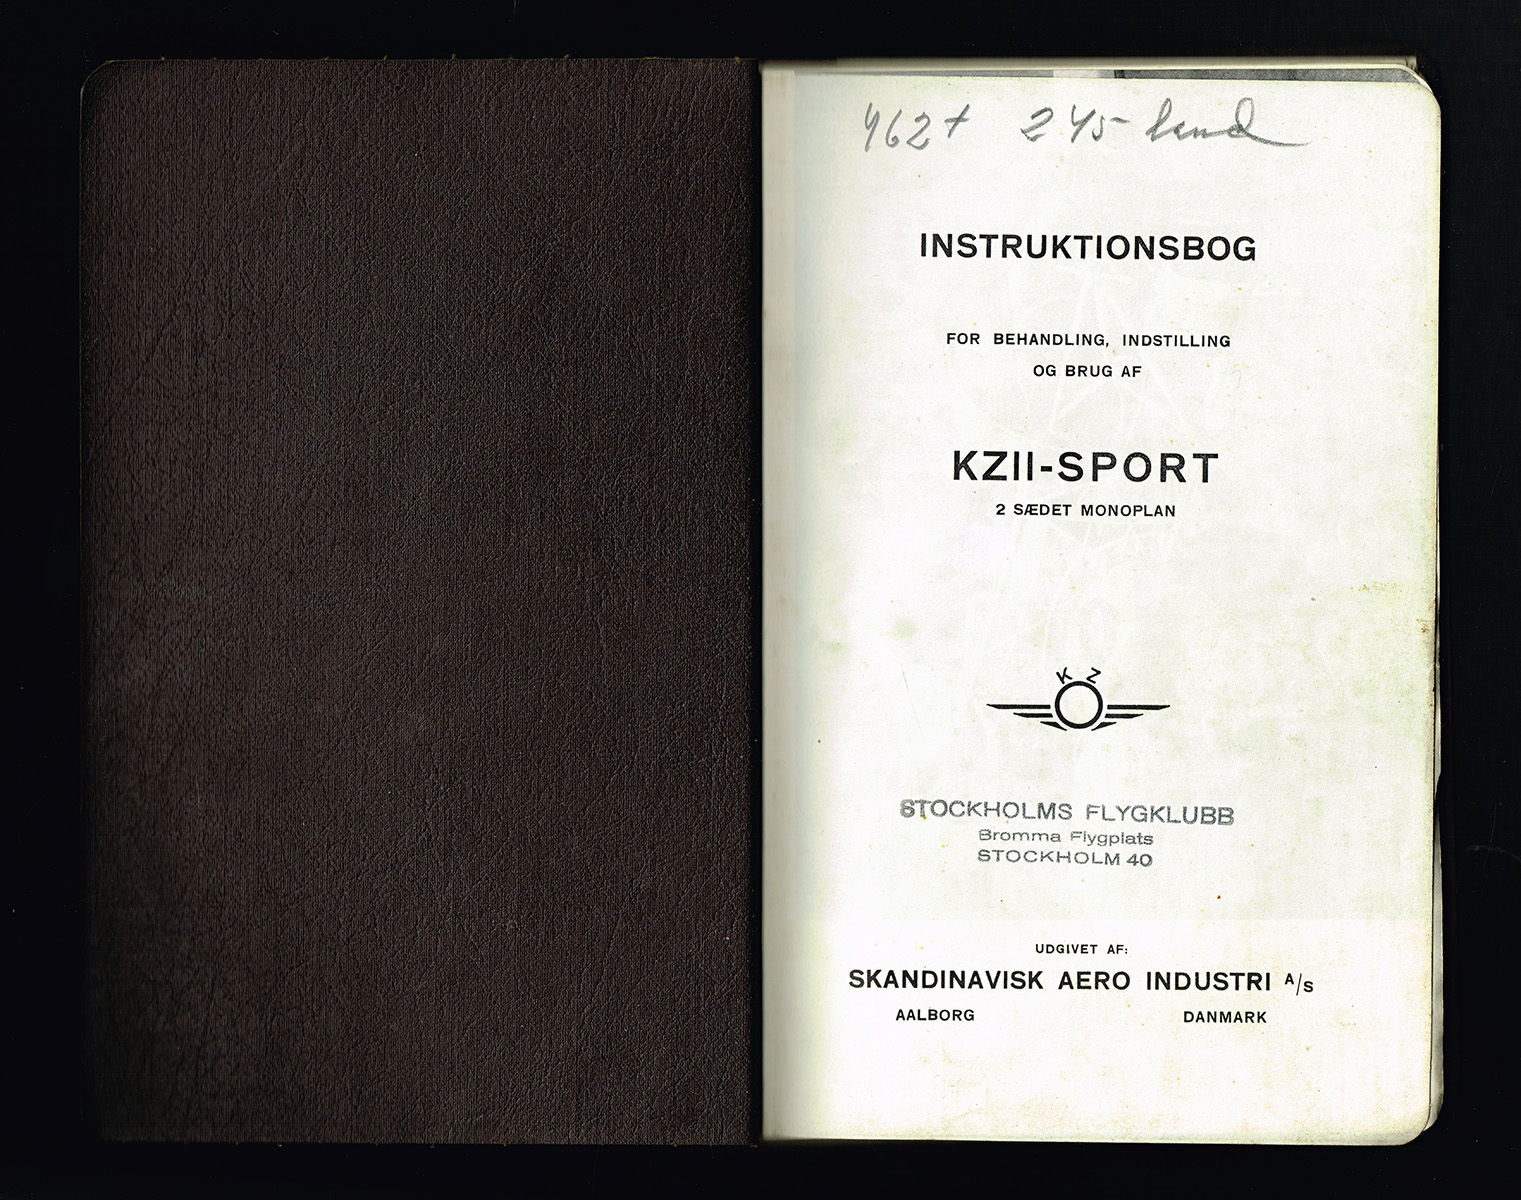 245
INSTRUKTIONSBOG
FOR BEHANDLING, INDSTILLING
OG BRUG AF
KZII-SPORT
2 SÆDET MONOPLAN
K Z
STOCKHOLMS FLYGKLUBB
Bromma Flygplats
STOCKHOLM 40
UDGIVET AF:
SKANDINAVISK AERO INDUSTRI A/S
AALBORG DANMARK